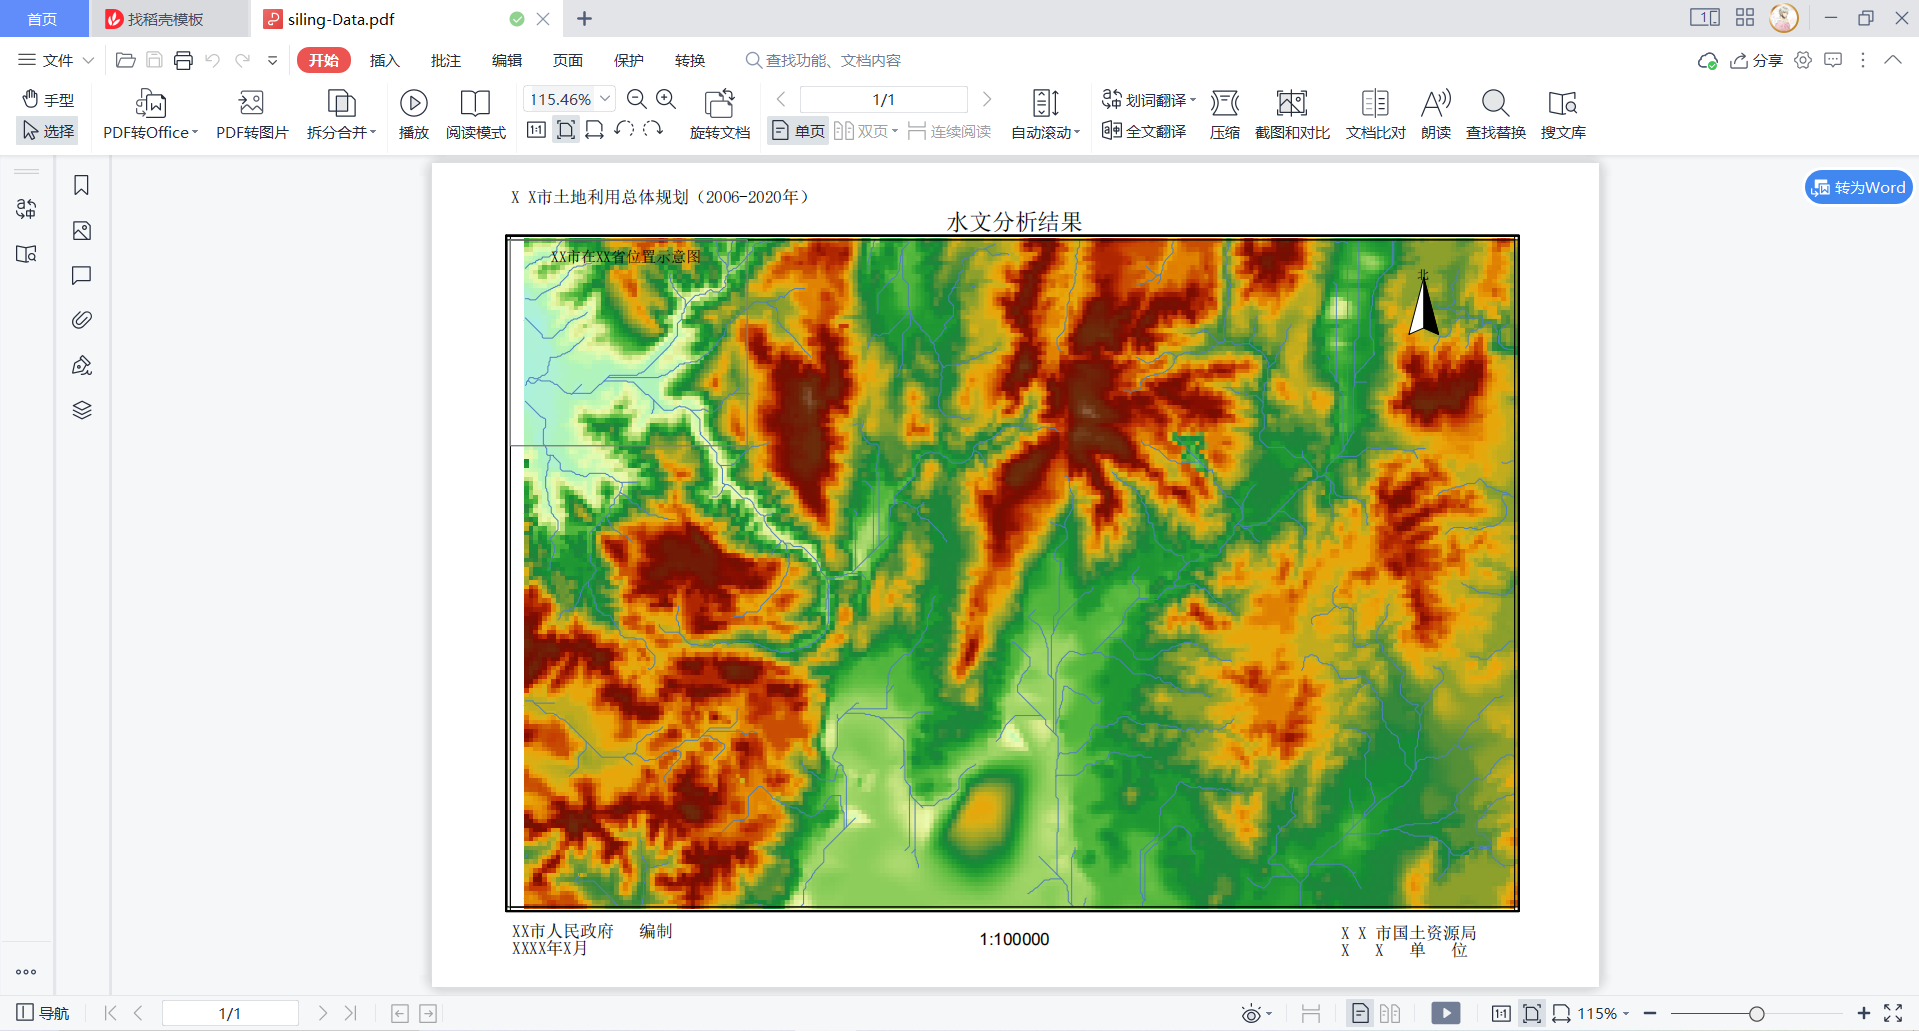 首页
找稻壳模板
siling-Data.pdf
文件
开始
插入
批注
编辑
页面
保护
转换
查找功能、文档内容
分享
手型
选择
PDF转Office
PDF转图片
拆分合并
播放
阅读模式
115.46%
旋转文档
1/1
单页
双页
连续阅读
自动滚动
划词翻译
全文翻译
压缩
截图和对比
文档比对
朗读
查找替换
搜文库
转为Word
X X市土地利用总体规划（2006-2020年）
水文分析结果
XX市在XX省位置示意图
北
XX市人民政府 编制
XXXX年X月
1:100000
X X 市国土资源局
X X 单 位
导航
1/1
115%